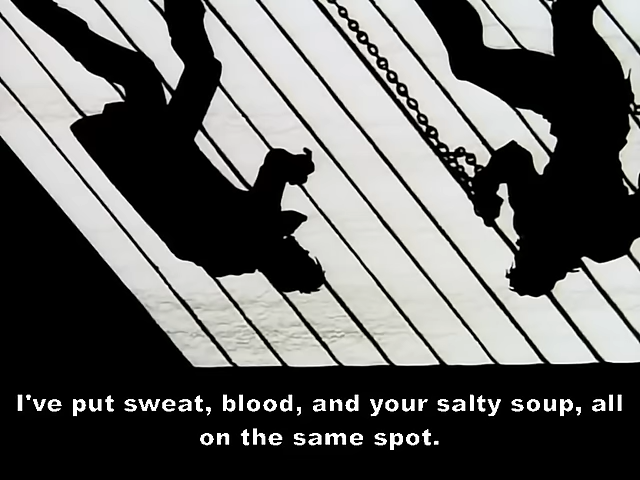 I've put sweat, blood, and your salty soup, all
on the same spot.